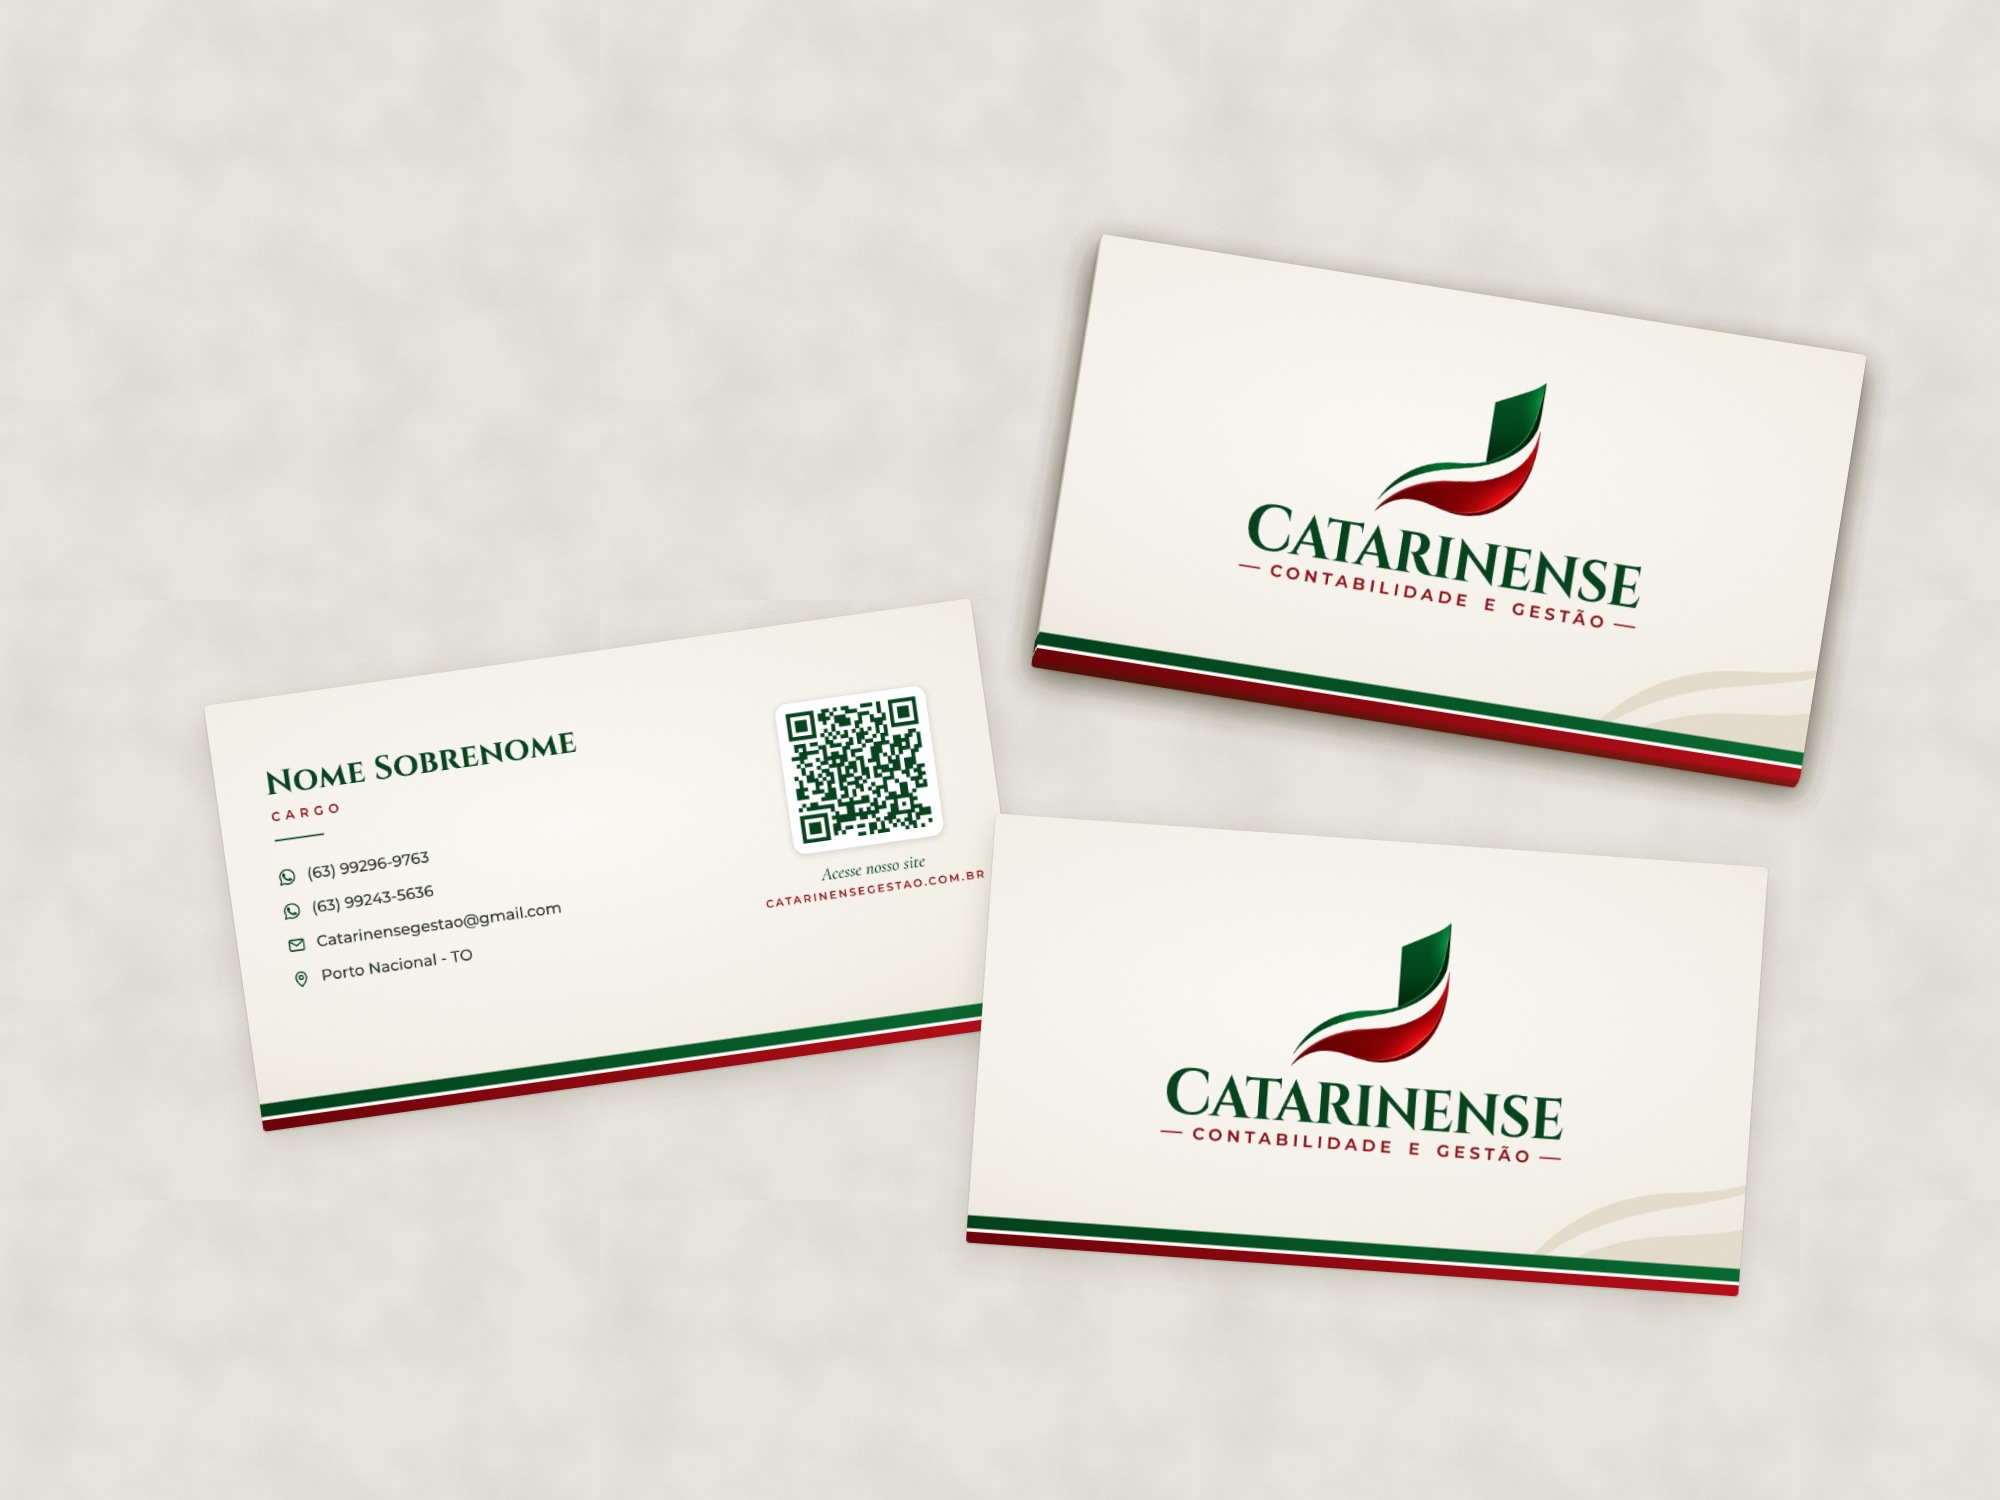 CATARINENSE
CONTABILIDADE E GESTÃO
NOME SOBRENOME
CARGO
(63) 99296-9763
(63) 99243-5636
Catarinensegestao@gmail.com
Porto Nacional - TO
Acesse nosso site
CATARINENSEGESTAO.COM.BR
CATARINENSE
CONTABILIDADE E GESTÃO